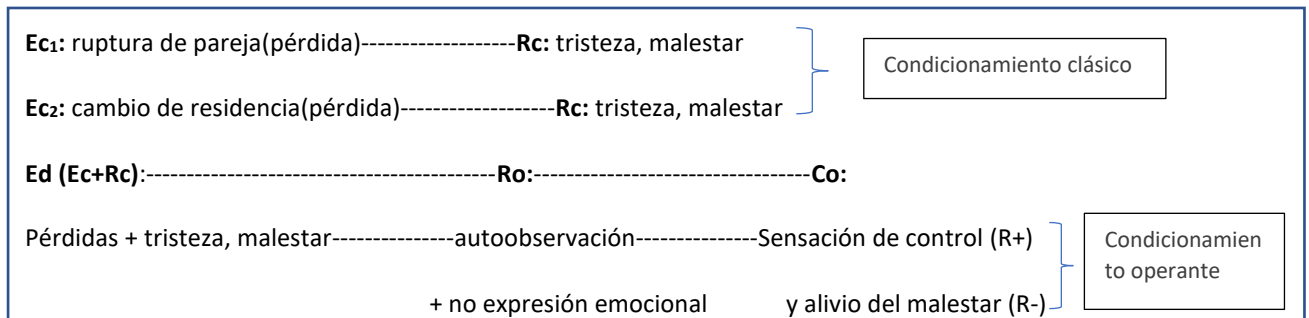 Ec1: ruptura de pareja(pérdida)-------------------Rc: tristeza, malestar
Condicionamiento clásico
Ec2: cambio de residencia(pérdida)-------------------Rc: tristeza, malestar
Ed (Ec+Rc):-------------------------------------------Ro:----------------------------------Co:
Pérdidas + tristeza, malestar---------------autoobservación---------------Sensación de control (R+)
+ no expresión emocional y alivio del malestar (R-)
Condicionamien
to operante